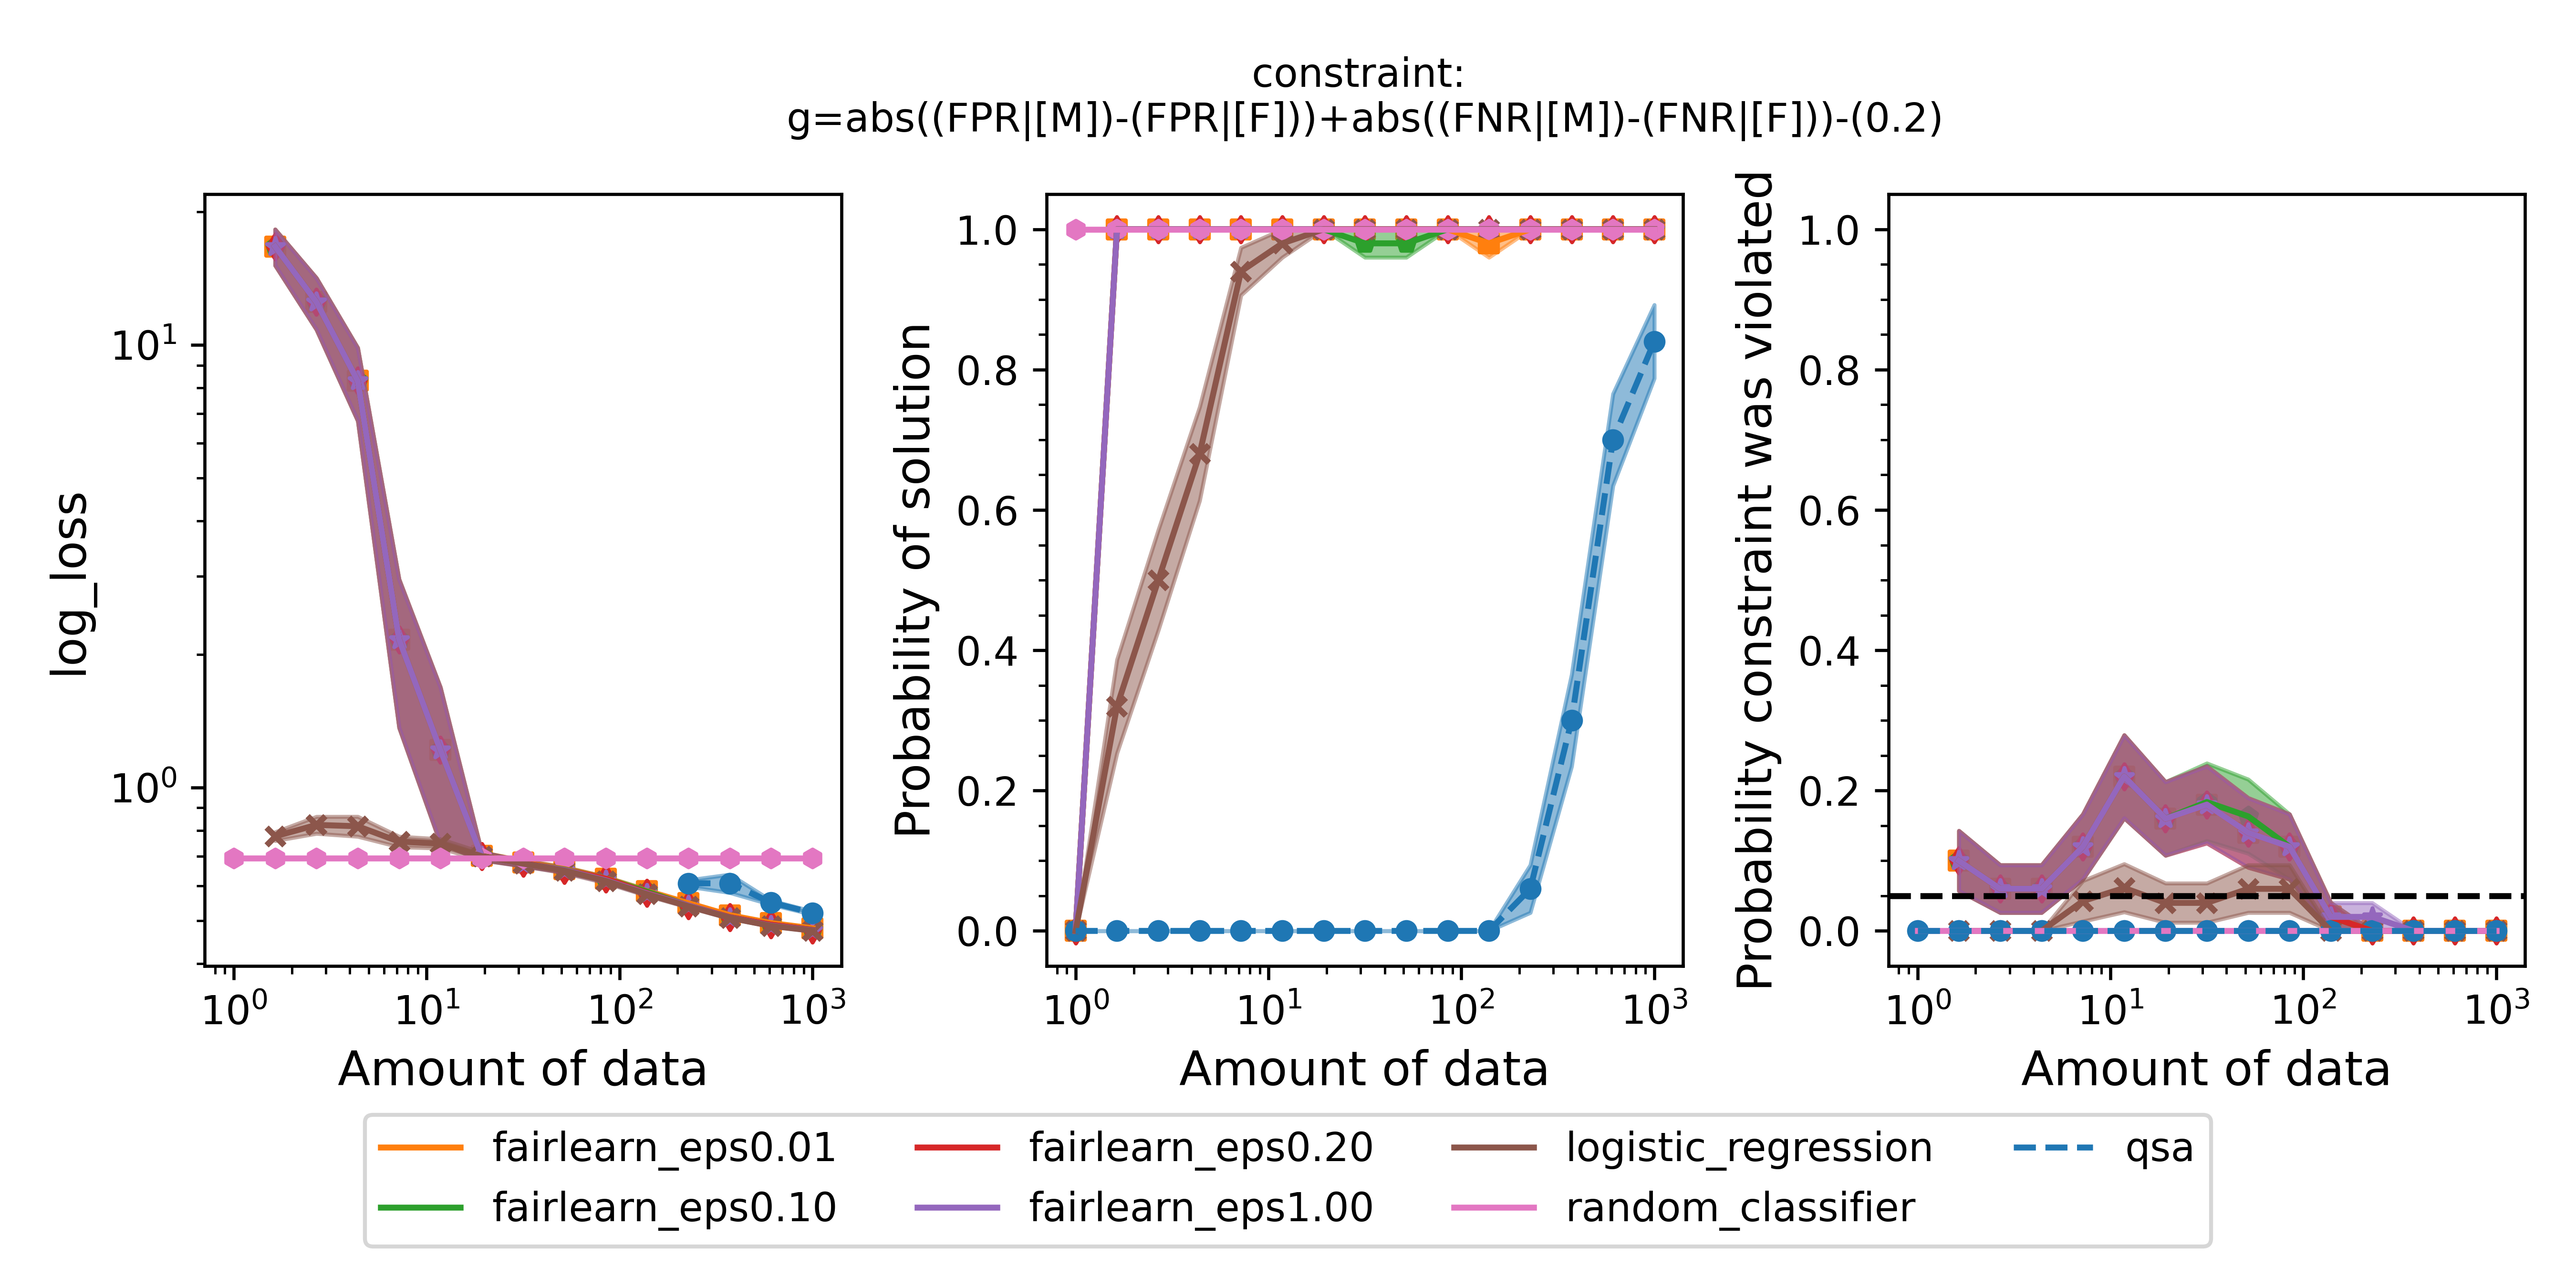 constraint:
g=abs((FPR|[M])-(FPR|[F]))+abs((FNR|[M])-(FNR|[F]))-(0.2)
log_loss
10¹
10⁰
10⁰ 10¹ 10² 10³
Amount of data
Probability of solution
1.0
0.8
0.6
0.4
0.2
0.0
10⁰ 10¹ 10² 10³
Amount of data
Probability constraint was violated
1.0
0.8
0.6
0.4
0.2
0.0
10⁰ 10¹ 10² 10³
Amount of data
fairlearn_eps0.01
fairlearn_eps0.10
fairlearn_eps0.20
fairlearn_eps1.00
logistic_regression
random_classifier
qsa